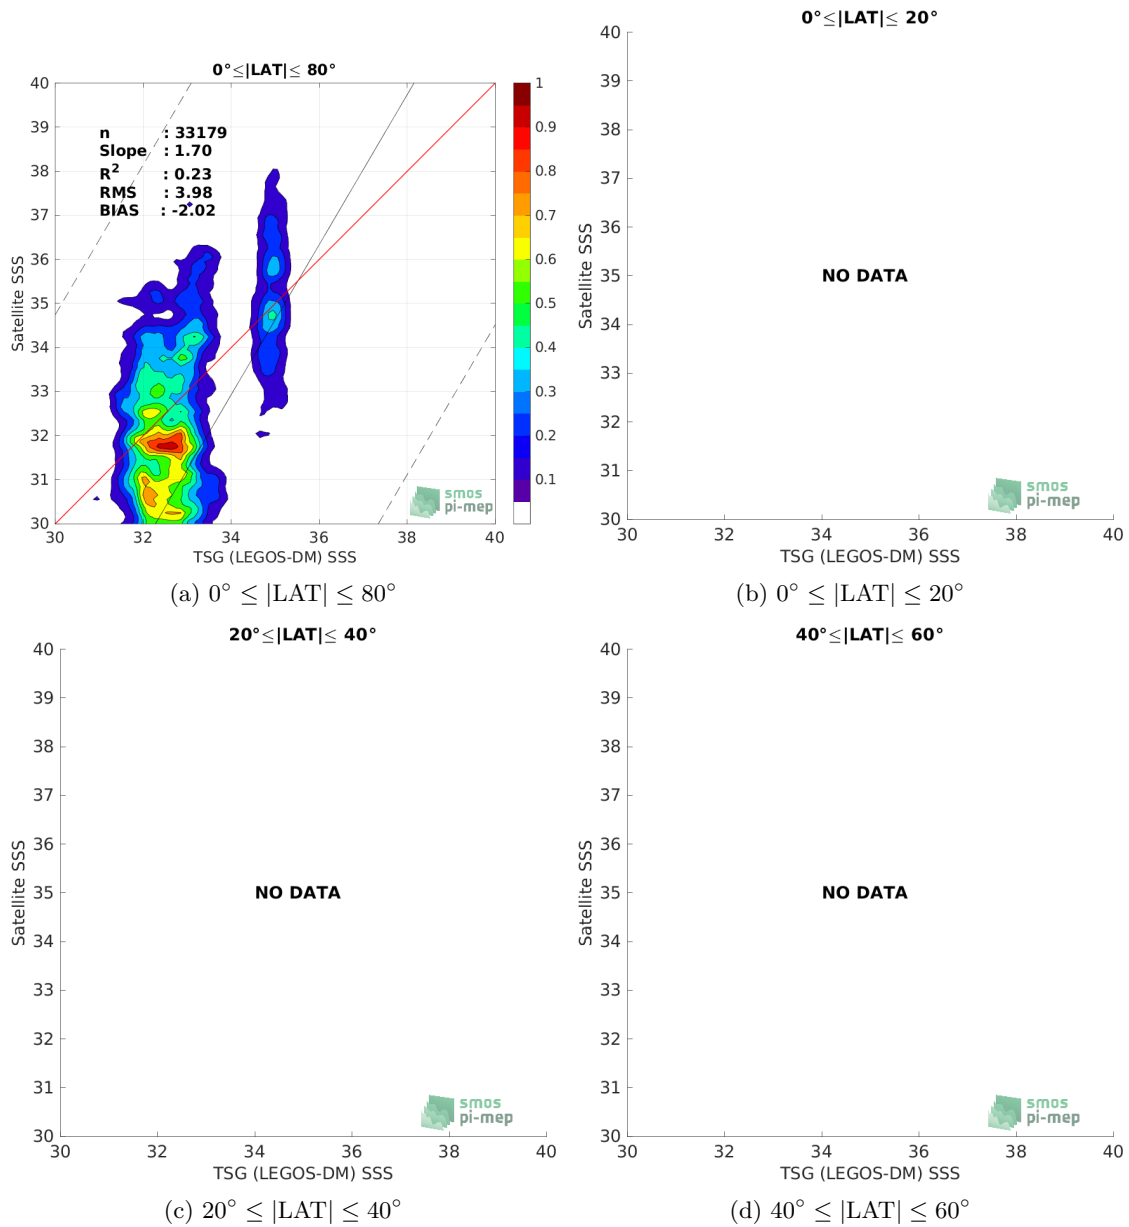 0°≤|LAT|≤ 80°
n : 33179
Slope : 1.70
R² : 0.23
RMS : 3.98
BIAS : -2.02
40
39
38
37
36
35
34
33
32
31
30
Satellite SSS
30
32
34
36
38
40
TSG (LEGOS-DM) SSS
1
0.9
0.8
0.7
0.6
0.5
0.4
0.3
0.2
0.1
smos
pi-mep
(a) 0° ≤ |LAT| ≤ 80°
0°≤|LAT|≤ 20°
40
39
38
37
36
35
34
33
32
31
30
Satellite SSS
NO DATA
smos
pi-mep
30
32
34
36
38
40
TSG (LEGOS-DM) SSS
(b) 0° ≤ |LAT| ≤ 20°
20°≤|LAT|≤ 40°
40
39
38
37
36
35
34
33
32
31
30
Satellite SSS
NO DATA
smos
pi-mep
30
32
34
36
38
40
TSG (LEGOS-DM) SSS
(c) 20° ≤ |LAT| ≤ 40°
40°≤|LAT|≤ 60°
40
39
38
37
36
35
34
33
32
31
30
Satellite SSS
NO DATA
smos
pi-mep
30
32
34
36
38
40
TSG (LEGOS-DM) SSS
(d) 40° ≤ |LAT| ≤ 60°